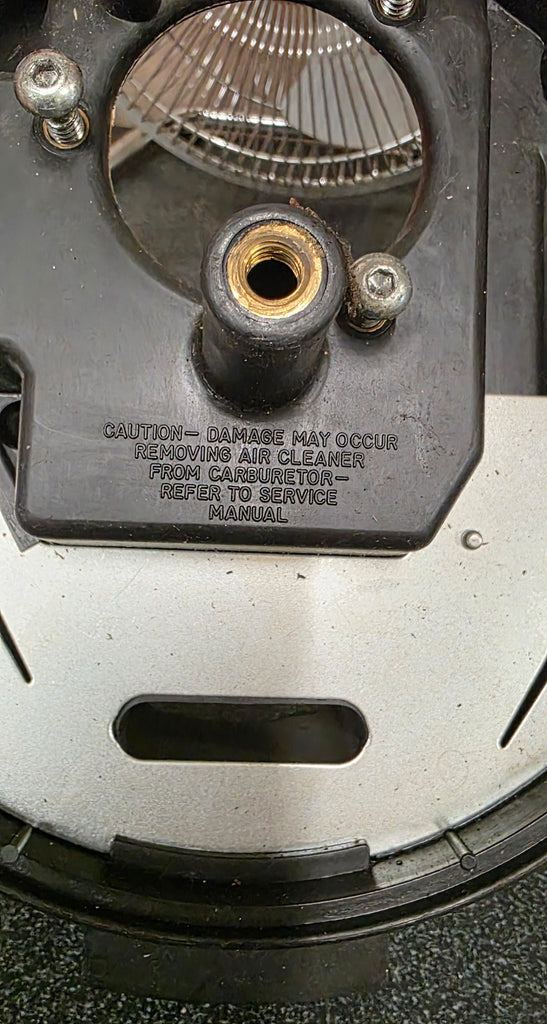 CAUTION— DAMAGE MAY OCCUR
REMOVING AIR CLEANER
FROM CARBURETOR—
REFER TO SERVICE
MANUAL